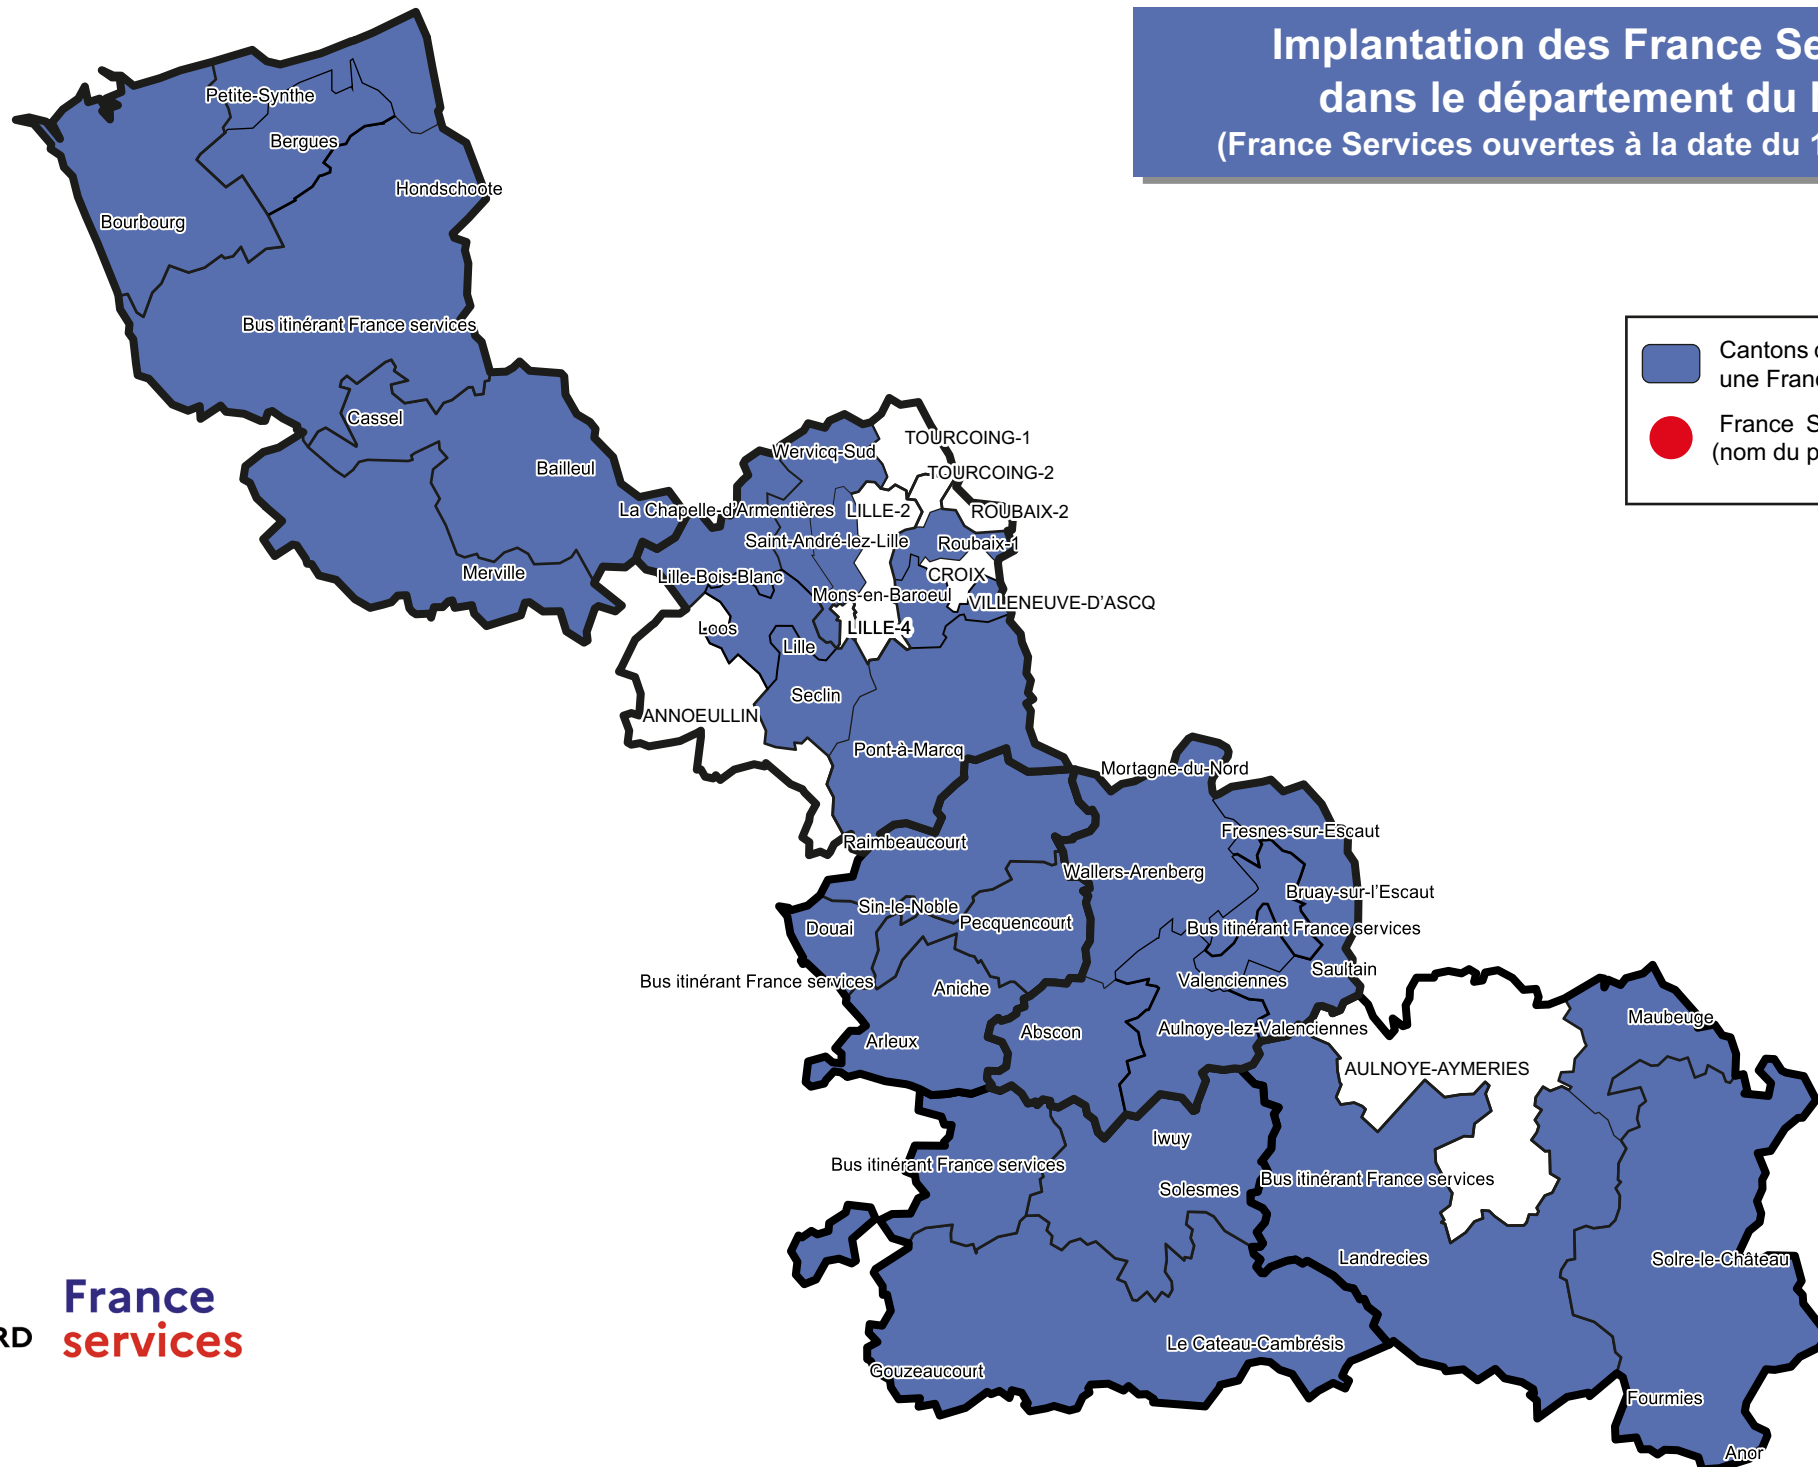 Implantation des France Se
dans le département du
(France Services ouvertes à la date du 1
Petite-Synthe
Bergues
Hondschoote
Bourbourg
Bus itinérant France services
Cantons
une Fran
France S
(nom du p
Cassel
Bailleul
Merville
TOURCOING-1
Wervicq-Sud
TOURCOING-2
La Chapelle-d'Armentières
LILLE-2
ROUBAIX-2
Saint-André-lez-Lille
Roubaix-1
Lille-Bois-Blanc
CROIX
Mons-en-Baroeul
VILLENEUVE-D'ASCQ
Loos
LILLE-4
Lille
Seclin
ANNOEULLIN
Pont-à-Marcq
Mortagne-du-Nord
Fresnes-sur-Escaut
Raimbeaucourt
Wallers-Arenberg
Bruay-sur-l'Escaut
Sin-le-Noble
Pecquencourt
Douai
Bus itinérant France services
Saultain
Bus itinérant France services
Valenciennes
Aniche
Maubeuge
Abscon
Aulnoye-lez-Valenciennes
Arleux
AULNOYE-AYMERIES
Iwuy
Bus itinérant France services
Bus itinérant France services
Solesmes
Landrecies
Solre-le-Château
France
RD services
Le Cateau-Cambrésis
Gouzeaucourt
Fourmies
Anor